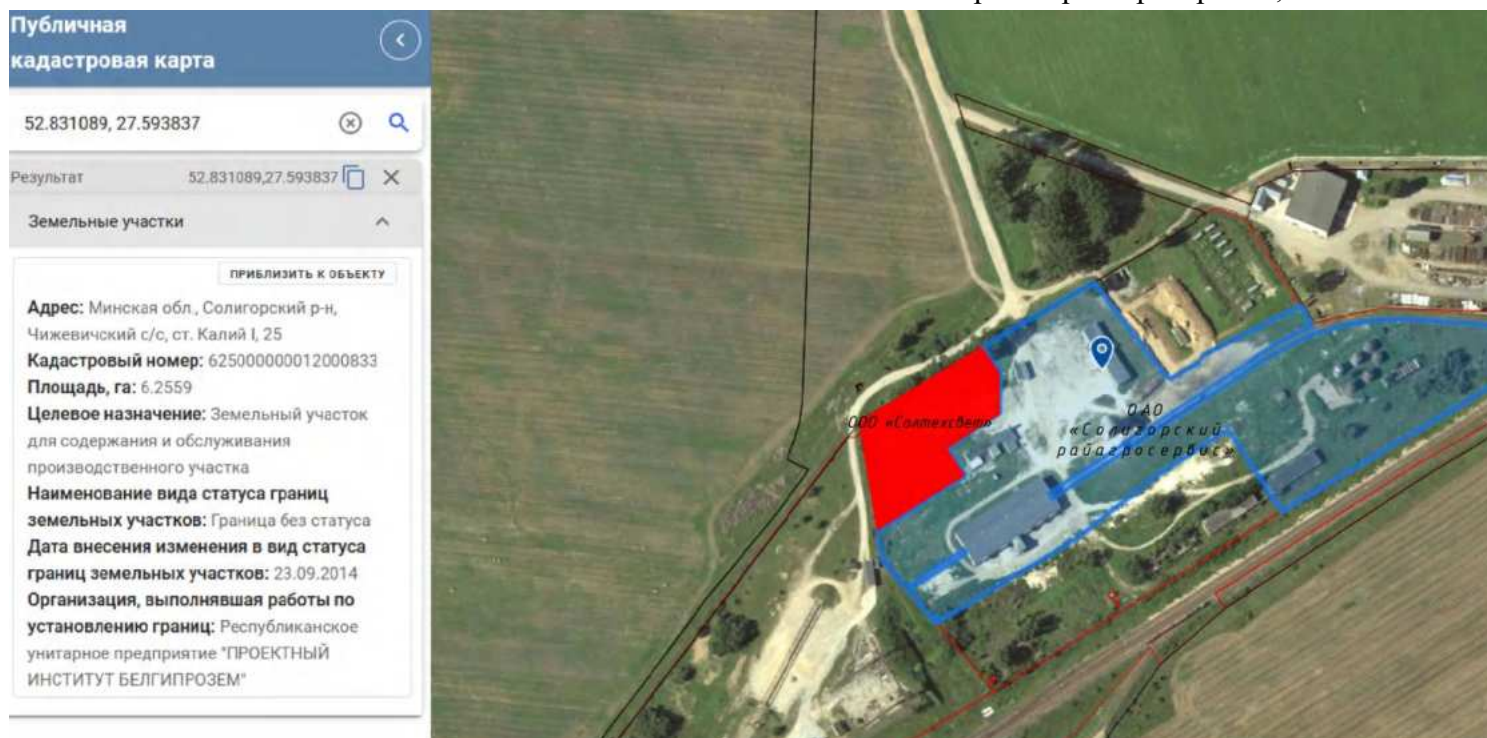 Публичная
кадастровая карта
52.831089, 27.593837
Результат 52.831089,27.593837
Земельные участки
ПРИБЛИЗИТЬ К ОБЪЕКТУ
Адрес: Минская обл., Солигорский р-н,
Чижевичский с/с, ст. Калий I, 25
Кадастровый номер: 625000000012000833
Площадь, га: 6.2559
Целевое назначение: Земельный участок
для содержания и обслуживания
производственного участка
Наименование вида статуса границ
земельных участков: Граница без статуса
Дата внесения изменения в вид статуса
границ земельных участков: 23.09.2014
Организация, выполнявшая работы по
установлению границ: Республиканское
унитарное предприятие "ПРОЕКТНЫЙ
ИНСТИТУТ БЕЛГИПРОЗЕМ"
ООО «Солтехсвет»
ОАО
«Солигорский
райагросервис»